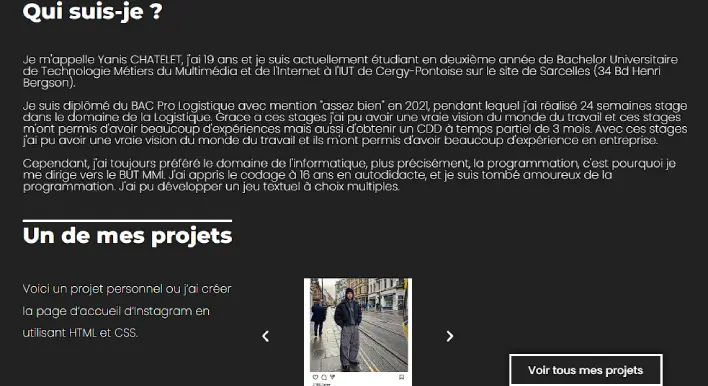 Qui suis-je ?
Je m'appelle Yanis CHATELET, j'ai 19 ans et je suis actuellement étudiant en deuxième année de Bachelor Universitaire
de Technologie Métiers du Multimédia et de l'Internet à l'IUT de Cergy-Pontoise sur le site de Sarcelles (34 Bd Henri
Bergson).
Je suis diplômé du BAC Pro Logistique avec mention "assez bien" en 2021, pendant lequel j'ai réalisé 24 semaines stage
dans le domaine de la Logistique. Grace a ces stages j'ai pu avoir une vraie vision du monde du travail et ces stages
m'ont permis d'avoir beaucoup d'expériences mais aussi d'obtenir un CDD à temps partiel de 3 mois. Avec ces stages
j'ai pu avoir une vraie vision du monde du travail et ils m'ont permis d'avoir beaucoup d'expérience en entreprise.
Cependant, j'ai toujours préféré le domaine de l'informatique, plus précisément, la programmation, c'est pourquoi je
me dirige vers le BUT MMI. J'ai appris le codage à 16 ans en autodidacte, et je suis tombé amoureux de la
programmation. J'ai pu développer un jeu textuel à choix multiples.
Un de mes projets
Voici un projet personnel ou j'ai créer
la page d'accueil d'Instagram en
utilisant HTML et CSS.
Voir tous mes projets